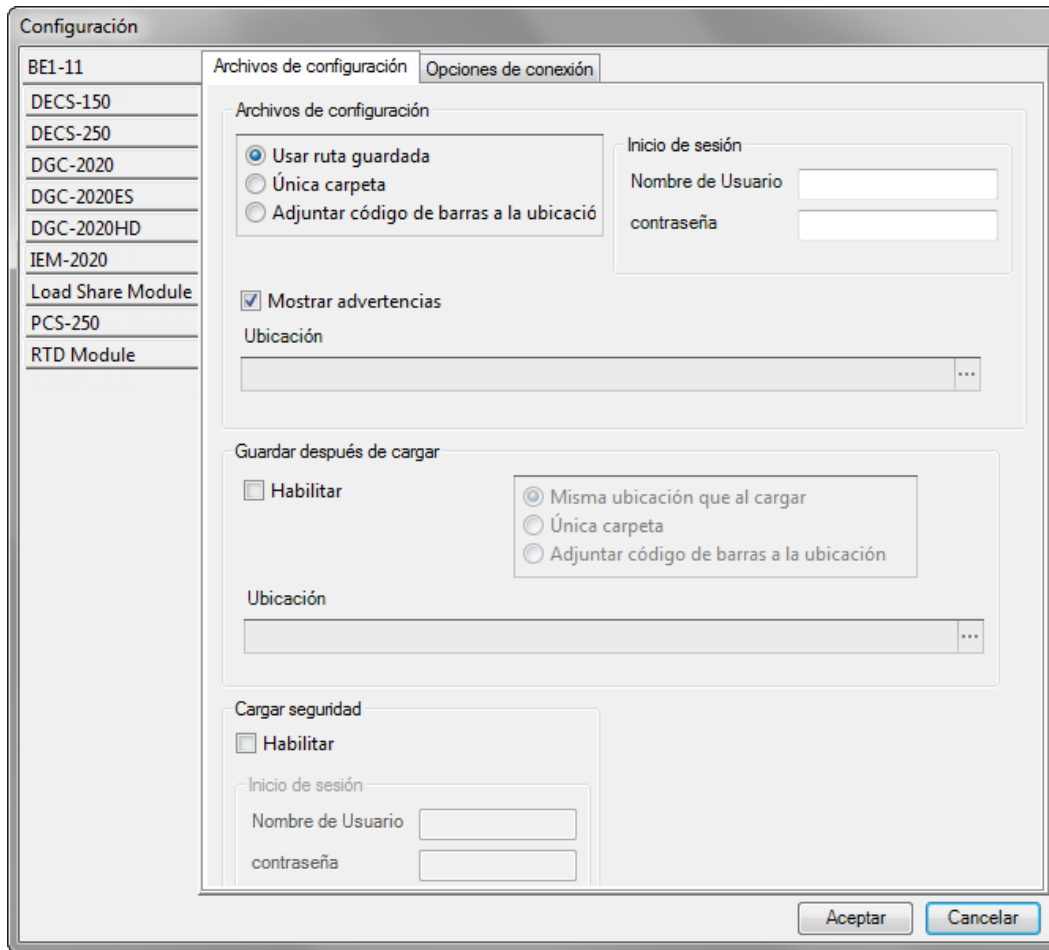 Configuración
BE1-11
DECS-150
DECS-250
DGC-2020
DGC-2020ES
DGC-2020HD
IEM-2020
Load Share Module
PCS-250
RTD Module
Archivos de configuración
Opciones de conexión
Archivos de configuración
Usar ruta guardada
Única carpeta
Adjuntar código de barras a la ubicació
Inicio de sesión
Nombre de Usuario
contraseña
Mostrar advertencias
Ubicación
...
Guardar después de cargar
Habilitar
Misma ubicación que al cargar
Única carpeta
Adjuntar código de barras a la ubicación
Ubicación
...
Cargar seguridad
Habilitar
Inicio de sesión
Nombre de Usuario
contraseña
Aceptar
Cancelar